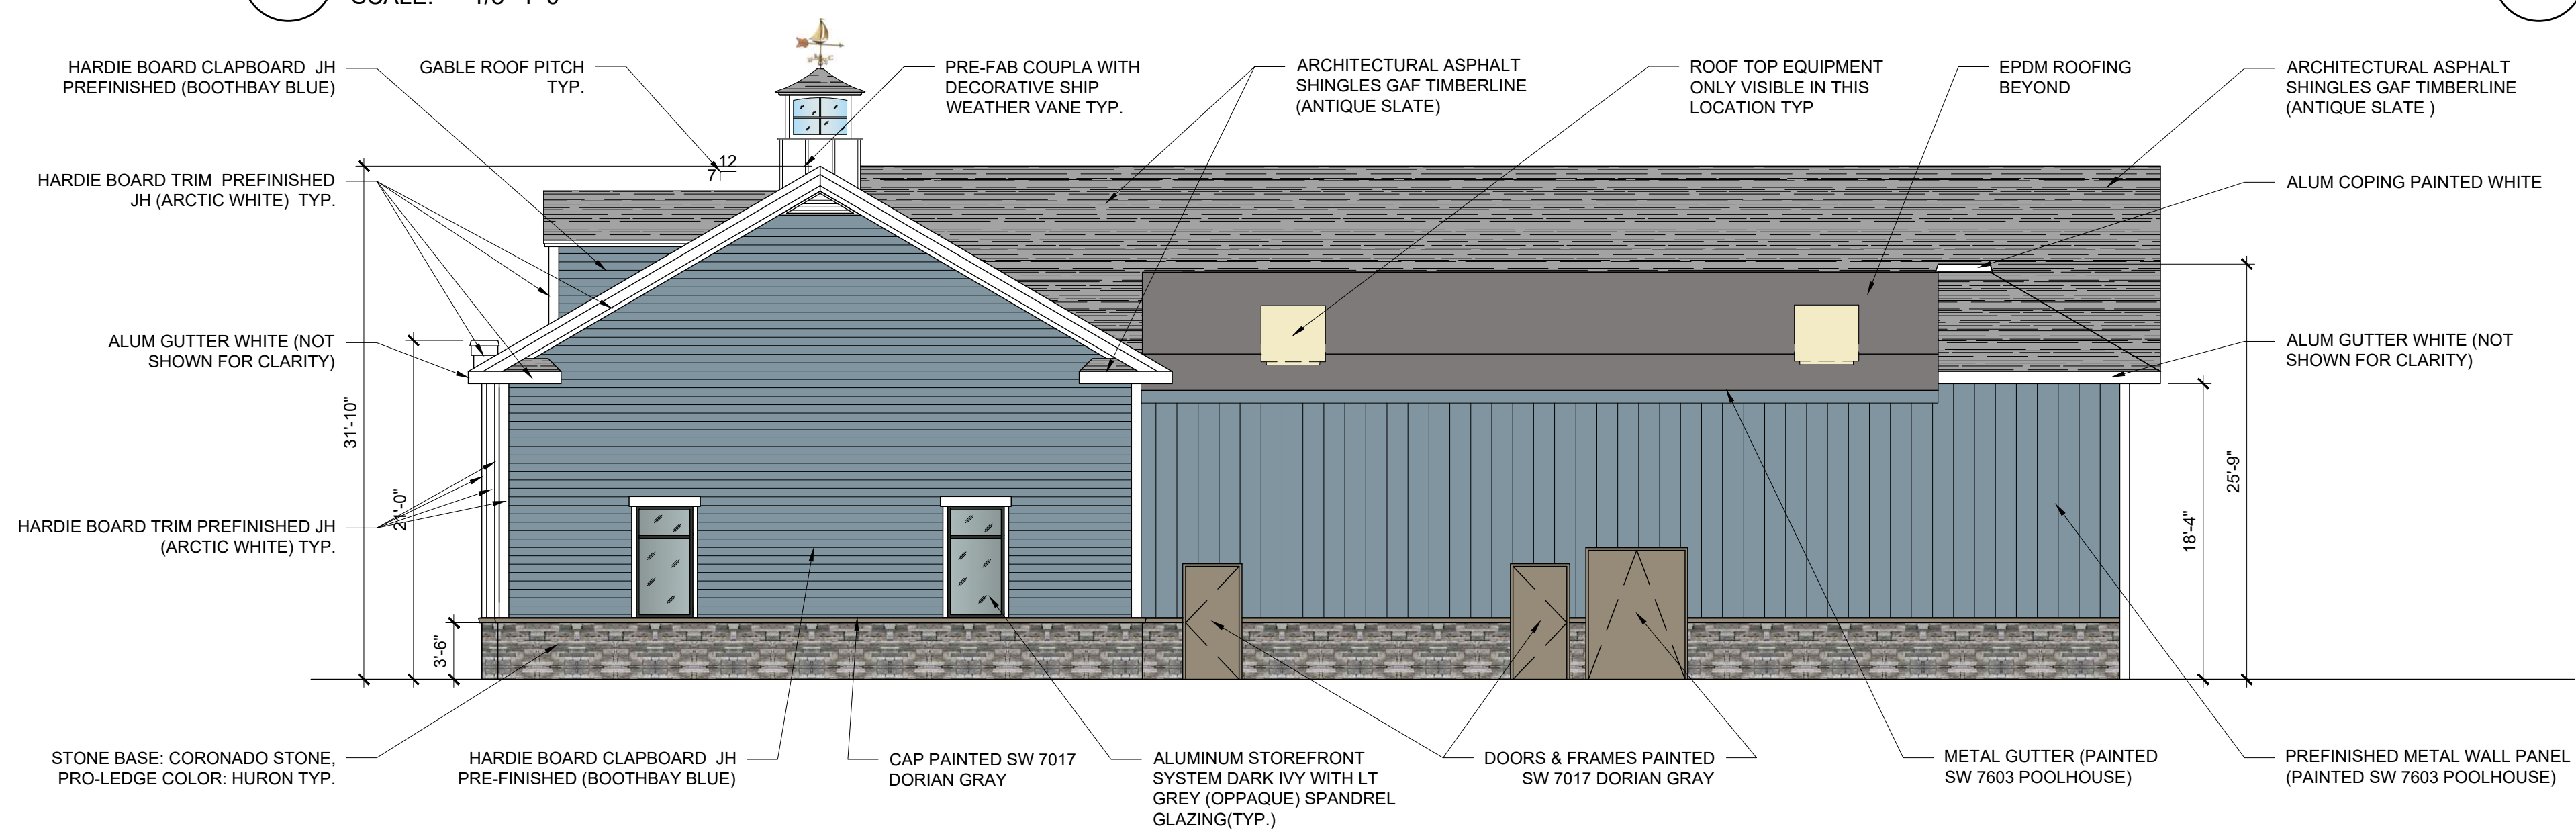 SCALE:
HARDIE BOARD CLAPBOARD JH
PREFINISHED (BOOTHBAY BLUE)
GABLE ROOF PITCH
TYP.
PRE-FAB COUPLA WITH
DECORATIVE SHIP
WEATHER VANE TYP.
ARCHITECTURAL ASPHALT
SHINGLES GAF TIMBERLINE
(ANTIQUE SLATE)
ROOF TOP EQUIPMENT
ONLY VISIBLE IN THIS
LOCATION TYP
EPDM ROOFING
BEYOND
ARCHITECTURAL ASPHALT
SHINGLES GAF TIMBERLINE
(ANTIQUE SLATE )
12
7
HARDIE BOARD TRIM PREFINISHED
JH (ARCTIC WHITE) TYP.
ALUM COPING PAINTED WHITE
ALUM GUTTER WHITE (NOT
SHOWN FOR CLARITY)
ALUM GUTTER WHITE (NOT
SHOWN FOR CLARITY)
31'-10"
21'-0"
3'-6"
25'-9"
18'-4"
HARDIE BOARD TRIM PREFINISHED JH
(ARCTIC WHITE) TYP.
STONE BASE: CORONADO STONE,
PRO-LEDGE COLOR: HURON TYP.
HARDIE BOARD CLAPBOARD JH
PRE-FINISHED (BOOTHBAY BLUE)
CAP PAINTED SW 7017
DORIAN GRAY
ALUMINUM STOREFRONT
SYSTEM DARK IVY WITH LT
GREY (OPPAQUE) SPANDREL
GLAZING(TYP.)
DOORS & FRAMES PAINTED
SW 7017 DORIAN GRAY
METAL GUTTER (PAINTED
SW 7603 POOLHOUSE)
PREFINISHED METAL WALL PANEL
(PAINTED SW 7603 POOLHOUSE)